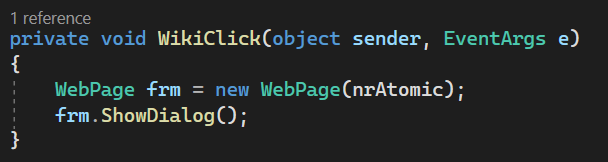 1 reference
private void WikiClick(object sender, EventArgs e)
{
    WebPage frm = new WebPage(nrAtomic);
    frm.ShowDialog();
}